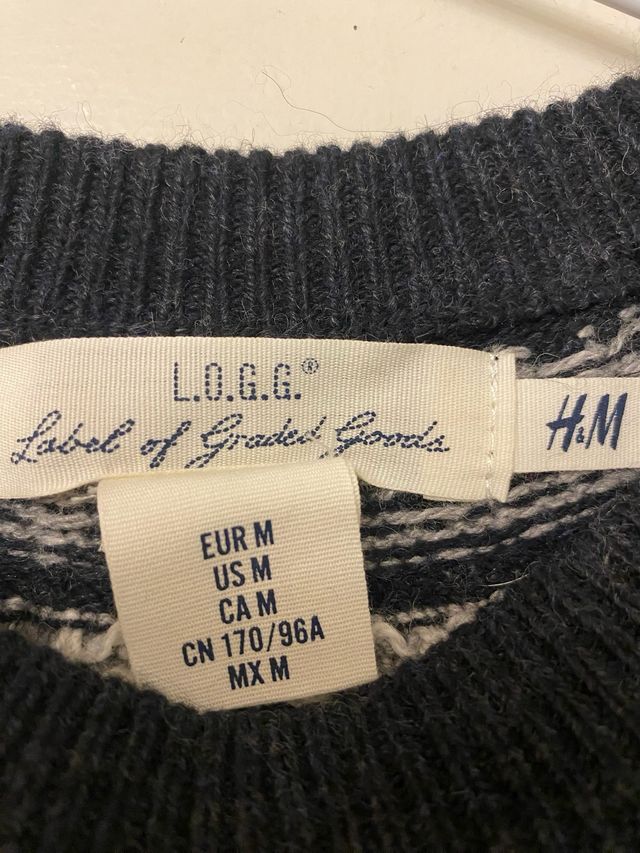 L.O.G.G.®
Label of Graded Goods
H&M
EUR M
US M
CA M
CN 170/96A
MX M